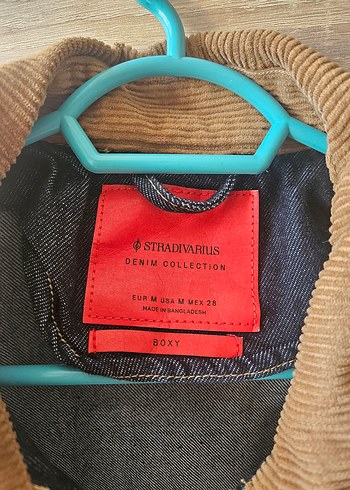 STRADIVARIUS
DENIM COLLECTION
EUR M USA M MEX 28
MADE IN BANGLADESH
BOXY